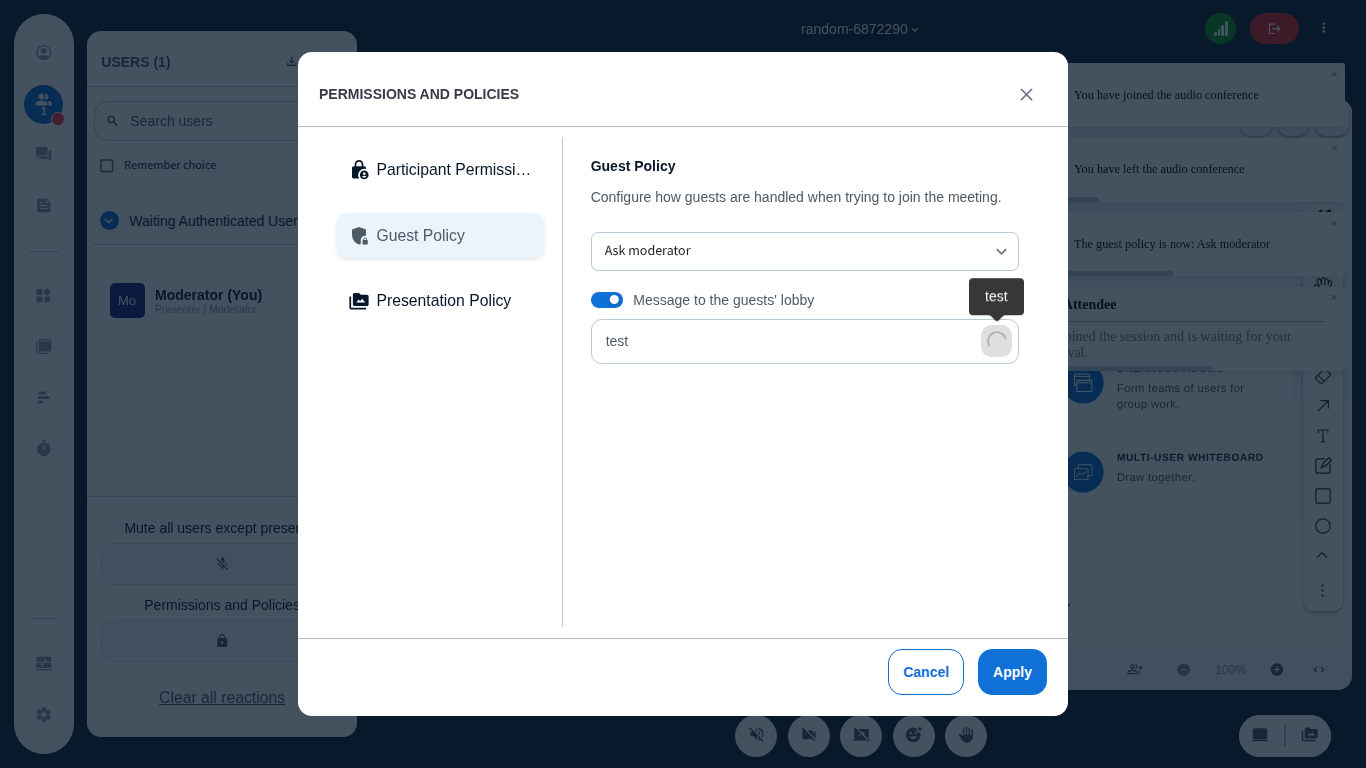 random-6872290
USERS (1)
1
Search users
Remember choice
Waiting Authenticated User
Mo
Moderator (You)
Presenter | Moderator
Mute all users except presen
Permissions and Policies
Clear all reactions
PERMISSIONS AND POLICIES
Participant Permissi…
Guest Policy
Presentation Policy
Guest Policy
Configure how guests are handled when trying to join the meeting.
Ask moderator
Message to the guests' lobby
test
test
Cancel
Apply
You have joined the audio conference
You have left the audio conference
The guest policy is now: Ask moderator
Attendee
joined the session and is waiting for your
val.
Form teams of users for
group work.
MULTI-USER WHITEBOARD
Draw together.
100%